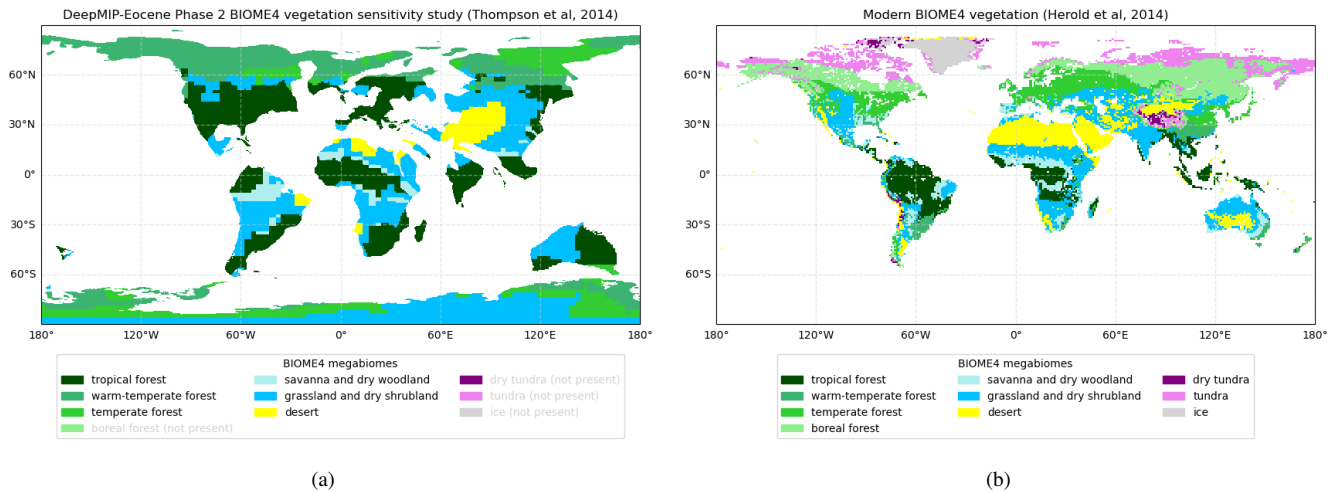 DeepMIP-Eocene Phase 2 BIOME4 vegetation sensitivity study (Thompson et al, 2014)
60°N
30°N
0°
30°S
60°S
180° 120°W 60°W 0° 60°E 120°E 180°
BIOME4 megabiomes
tropical forest savanna and dry woodland dry tundra (not present)
warm-temperate forest grassland and dry shrubland tundra (not present)
temperate forest desert ice (not present)
boreal forest (not present)
(a)
Modern BIOME4 vegetation (Herold et al, 2014)
60°N
30°N
0°
30°S
60°S
180° 120°W 60°W 0° 60°E 120°E 180°
BIOME4 megabiomes
tropical forest savanna and dry woodland dry tundra
warm-temperate forest grassland and dry shrubland tundra
temperate forest desert ice
boreal forest
(b)